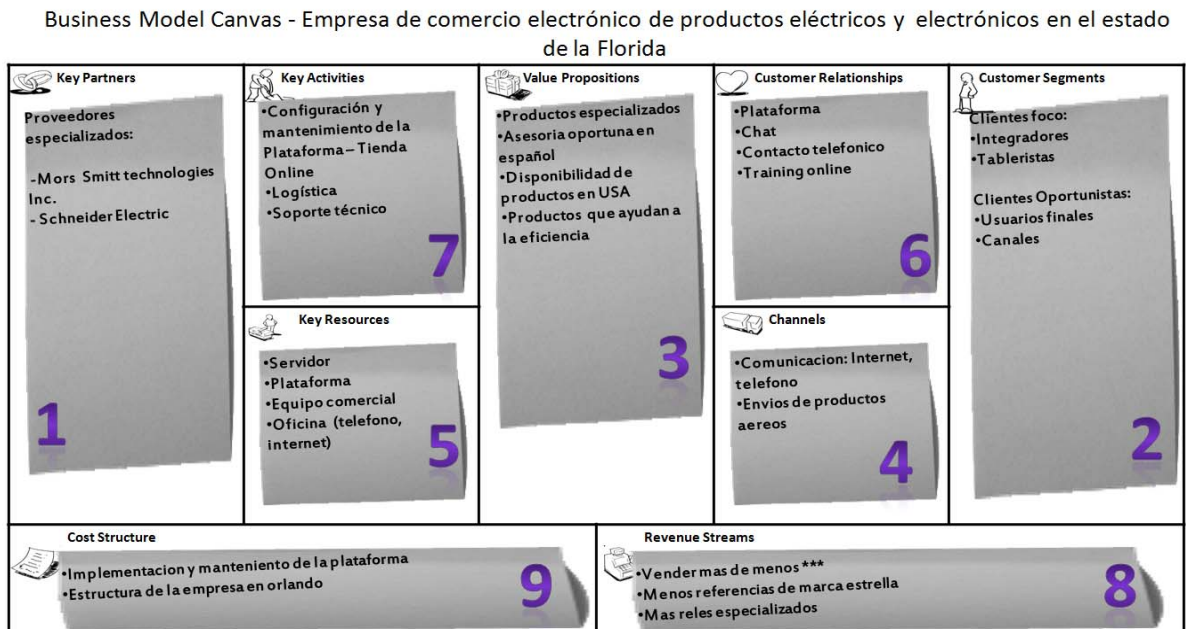 Business Model Canvas - Empresa de comercio electrónico de productos eléctricos y electrónicos en el estado
de la Florida
Key Partners
Proveedores
especializados:
-Mors Smitt technologies
Inc.
- Schneider Electric
1
Key Activities
•Configuración y
mantenimiento de la
Plataforma – Tienda
Online
•Logística
•Soporte técnico
7
Key Resources
•Servidor
•Plataforma
•Equipo comercial
•Oficina (telefono,
internet)
5
Value Propositions
•Productos especializados
•Asesoria oportuna en
español
•Disponibilidad de
productos en USA
•Productos que ayudan a
la eficiencia
3
Customer Relationships
•Plataforma
•Chat
•Contacto telefonico
•Training online
6
Channels
•Comunicacion: Internet,
telefono
•Envios de productos
aereos
4
Customer Segments
Clientes foco:
•Integradores
•Tableristas
Clientes Oportunistas:
•Usuarios finales
•Canales
2
Cost Structure
•Implementacion y manteniento de la plataforma
•Estructura de la empresa en orlando
9
Revenue Streams
•Vender mas de menos ***
•Menos referencias de marca estrella
•Mas reles especializados
8